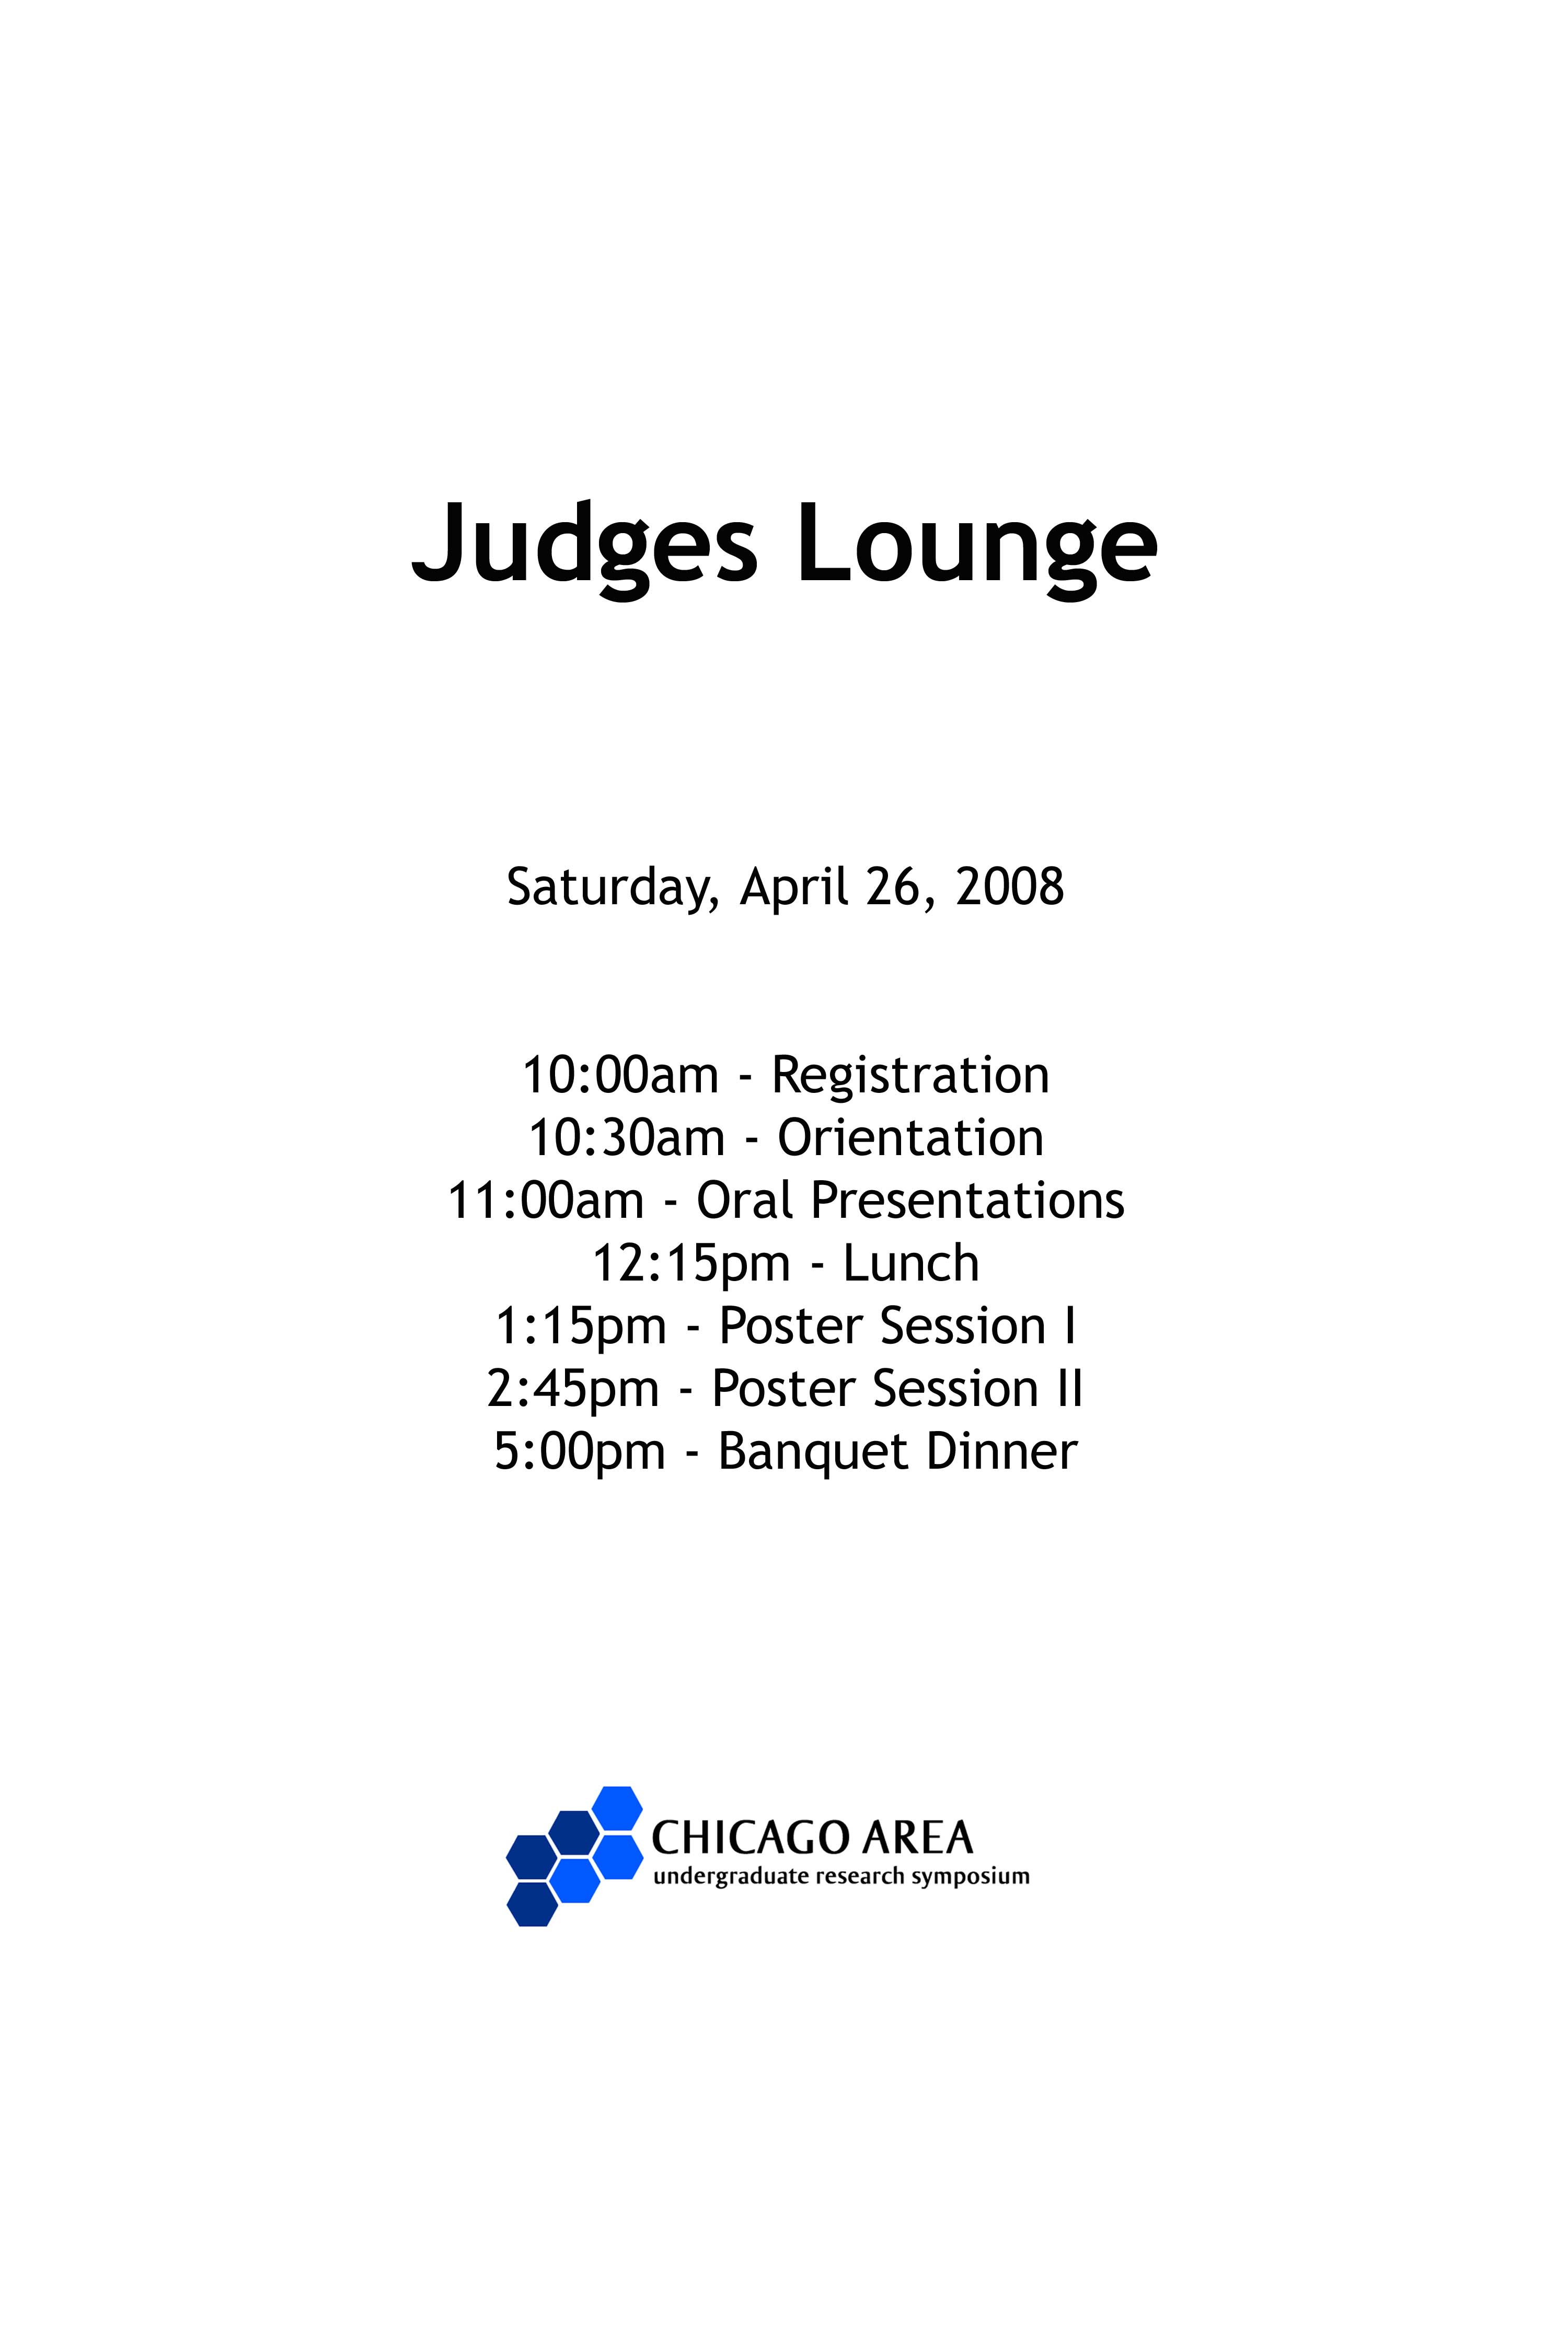 Judges Lounge
Saturday, April 26, 2008
10:00am - Registration
10:30am - Orientation
11:00am - Oral Presentations
12:15pm - Lunch
1:15pm - Poster Session I
2:45pm - Poster Session II
5:00pm - Banquet Dinner
CHICAGO AREA
undergraduate research symposium